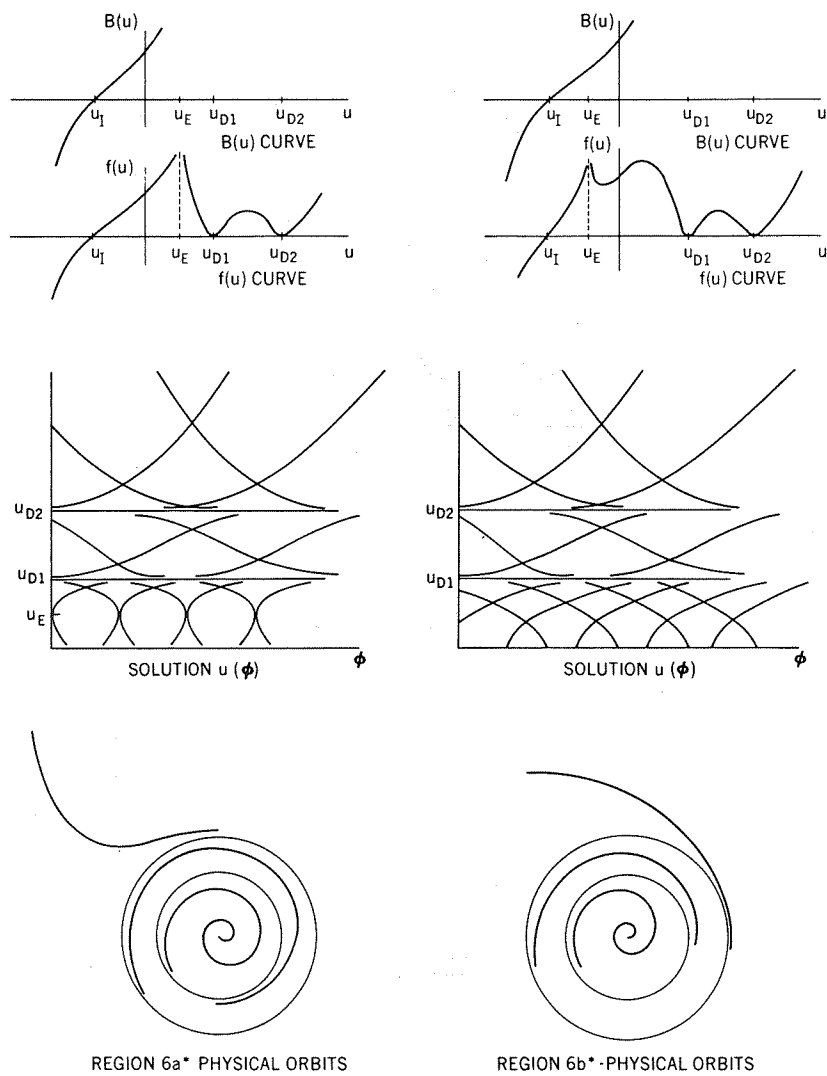 B(u)
u_I u_E u_D1 u_D2 u
B(u) CURVE
f(u)
u_I u_E u_D1 u_D2 u
f(u) CURVE
B(u)
u_I u_E u_D1 u_D2 u
B(u) CURVE
f(u)
u_I u_E u_D1 u_D2 u
f(u) CURVE
u_D2
u_D1
u_E
SOLUTION u (ϕ)
ϕ
u_D2
u_D1
SOLUTION u (ϕ)
ϕ
REGION 6a* PHYSICAL ORBITS
REGION 6b* -PHYSICAL ORBITS